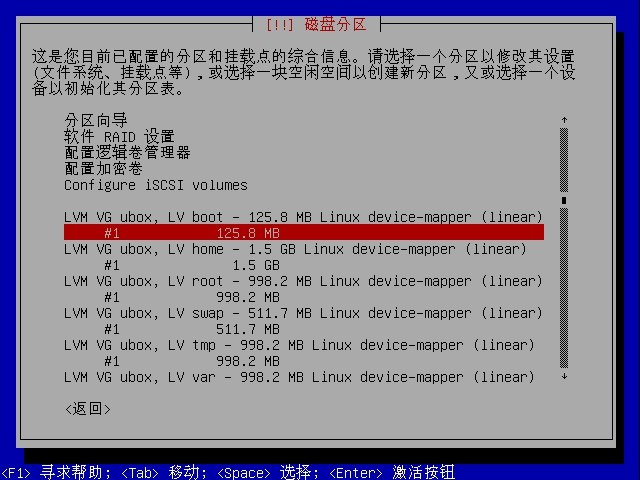 [!!] 磁盘分区
这是您目前已配置的分区和挂载点的综合信息。请选择一个分区以修改其设置
(文件系统、挂载点等)，或选择一块空闲空间以创建新分区，又或选择一个设
备以初始化其分区表。
分区向导
软件 RAID 设置
配置逻辑卷管理器
配置加密卷
Configure iSCSI volumes
LVM VG ubox, LV boot - 125.8 MB Linux device-mapper (linear)
#1 125.8 MB
LVM VG ubox, LV home - 1.5 GB Linux device-mapper (linear)
#1 1.5 GB
LVM VG ubox, LV root - 998.2 MB Linux device-mapper (linear)
#1 998.2 MB
LVM VG ubox, LV swap - 511.7 MB Linux device-mapper (linear)
#1 511.7 MB
LVM VG ubox, LV tmp - 998.2 MB Linux device-mapper (linear)
#1 998.2 MB
LVM VG ubox, LV var - 998.2 MB Linux device-mapper (linear)
<返回>
<F1> 寻求帮助; <Tab> 移动; <Space> 选择; <Enter> 激活按钮